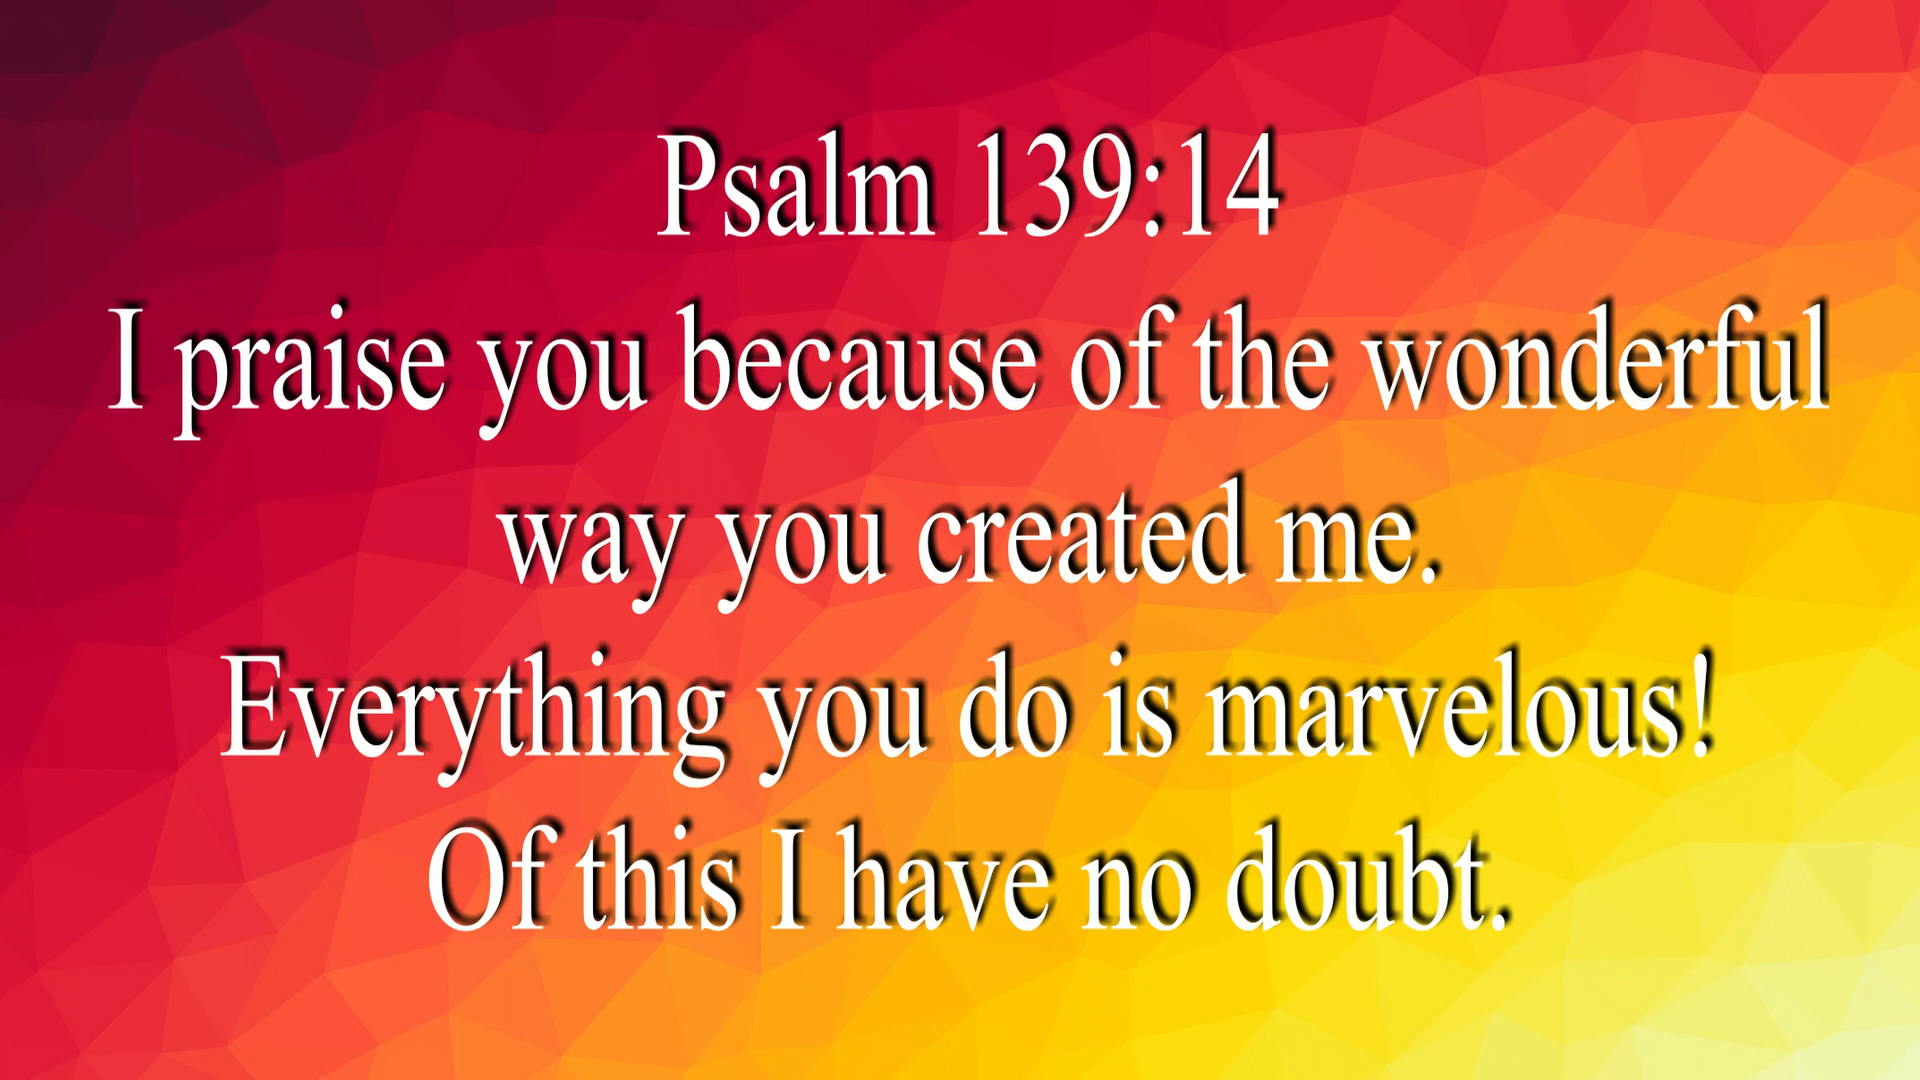 Psalm 139:14
I praise you because of the wonderful
way you created me.
Everything you do is marvelous!
Of this I have no doubt.